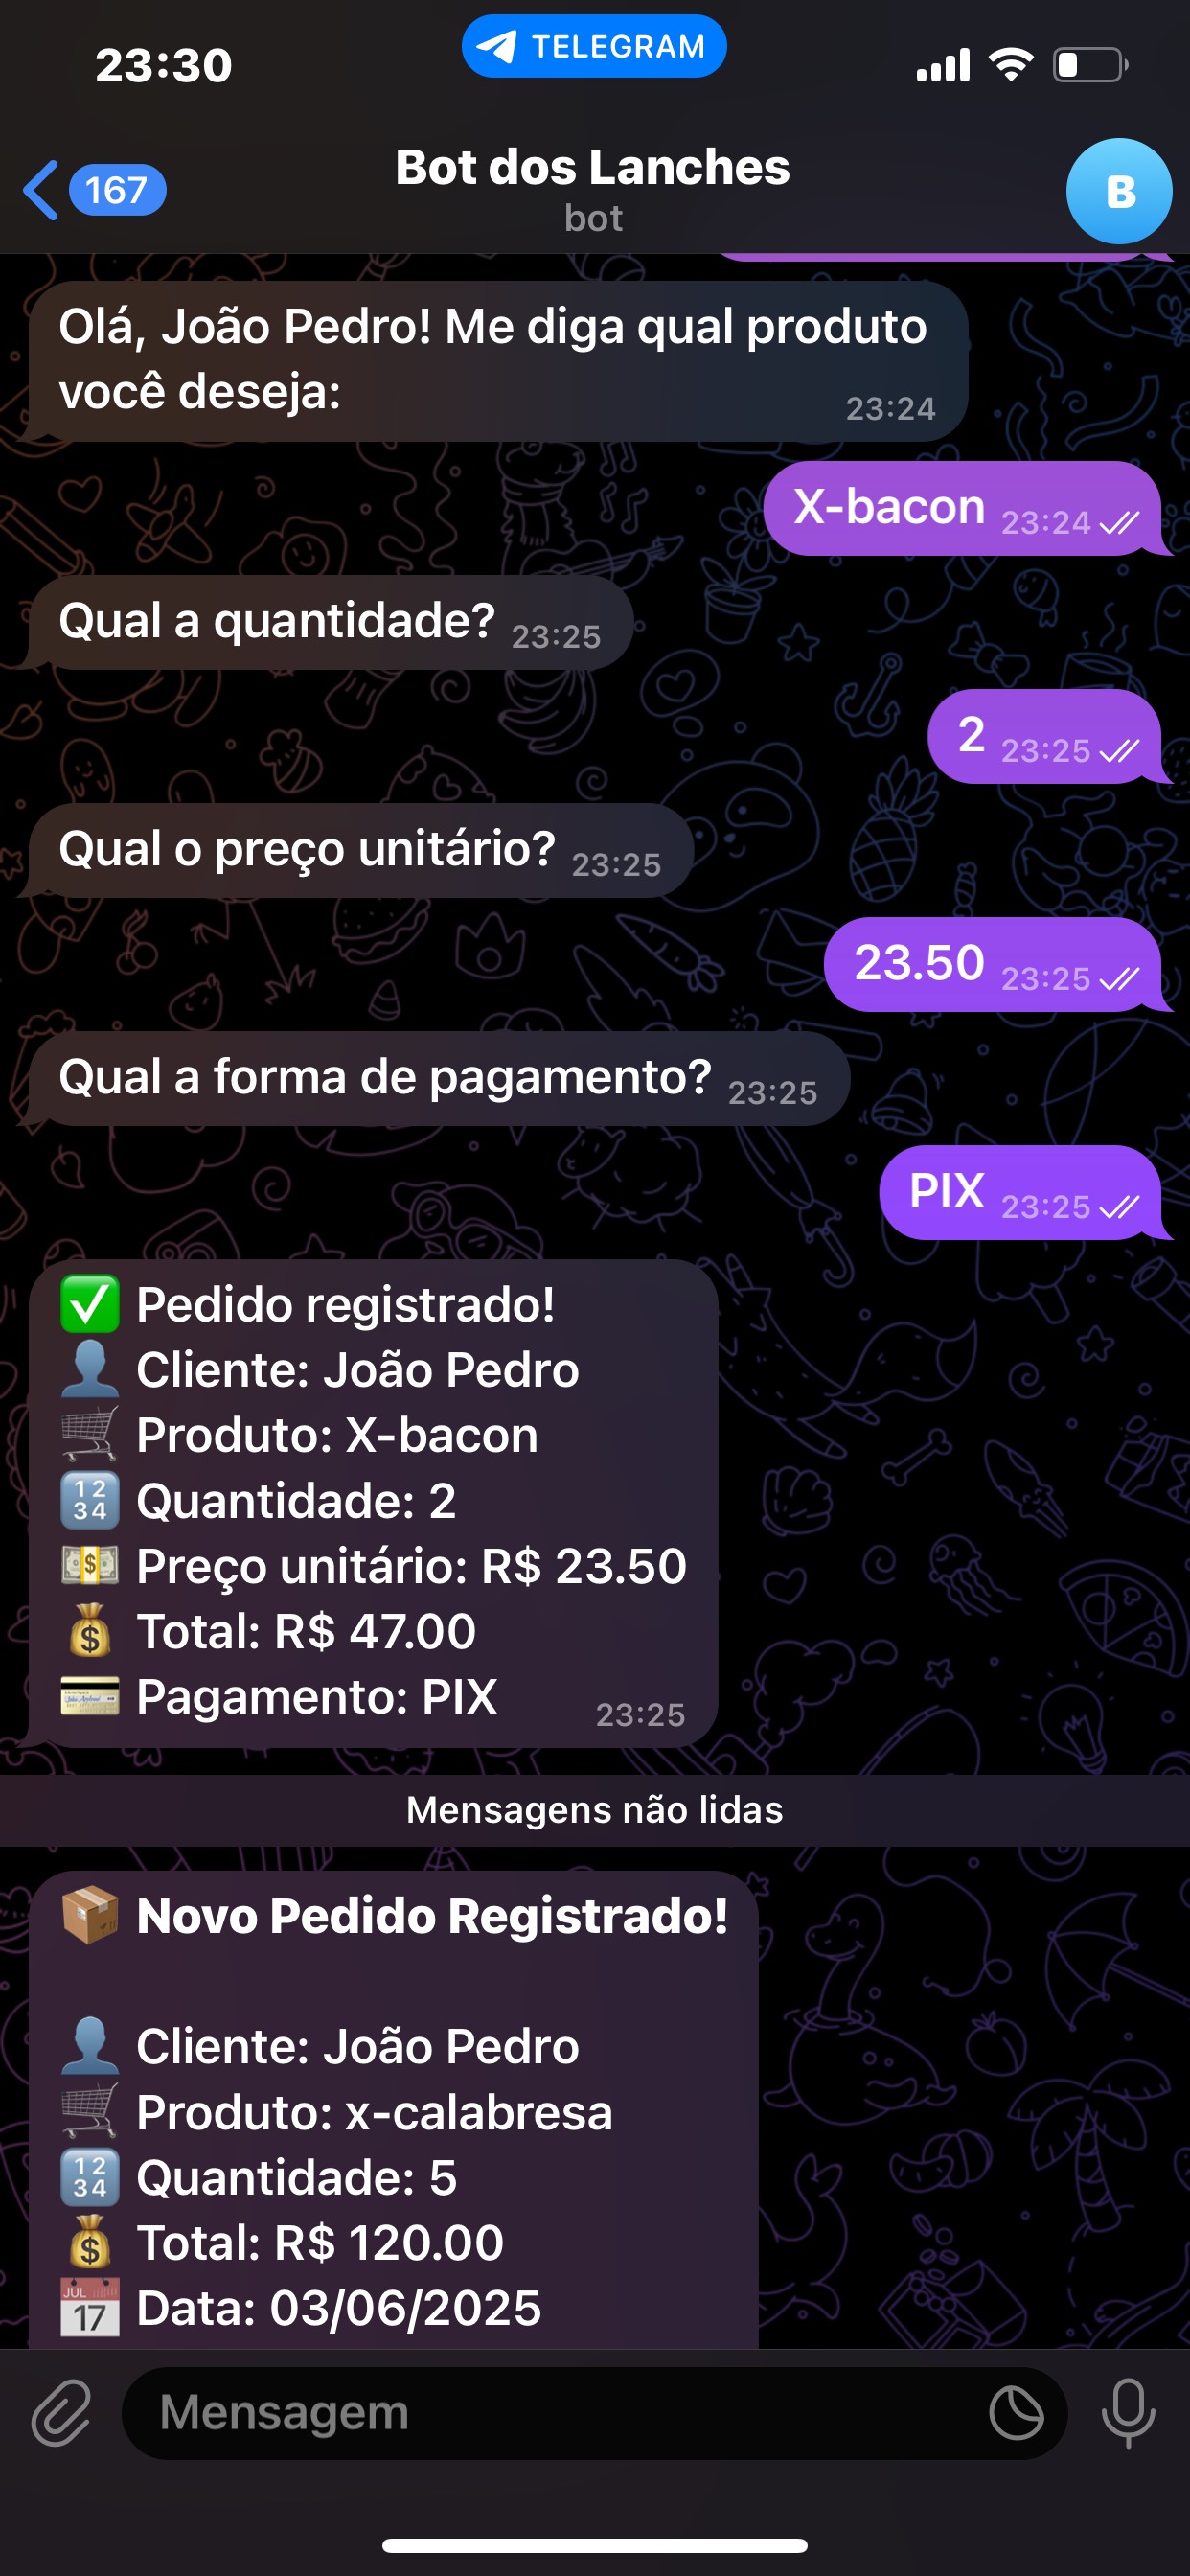 23:30
TELEGRAM
167
Bot dos Lanches
bot
B
Olá, João Pedro! Me diga qual produto
você deseja:
23:24
X-bacon 23:24
Qual a quantidade? 23:25
2 23:25
Qual o preço unitário? 23:25
23.50 23:25
Qual a forma de pagamento? 23:25
PIX 23:25
✅ Pedido registrado!
👤 Cliente: João Pedro
🛒 Produto: X-bacon
🔢 Quantidade: 2
💵 Preço unitário: R$ 23.50
💰 Total: R$ 47.00
💳 Pagamento: PIX 23:25
Mensagens não lidas
📦 Novo Pedido Registrado!
👤 Cliente: João Pedro
🛒 Produto: x-calabresa
🔢 Quantidade: 5
💰 Total: R$ 120.00
📅 Data: 03/06/2025
Mensagem